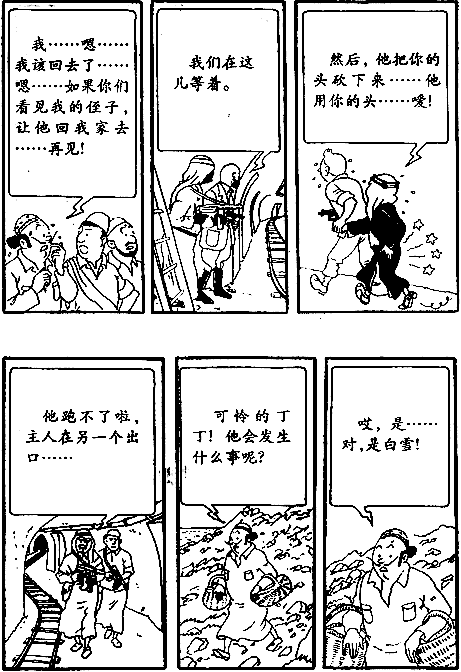 我……嗯……
我该回去了……
嗯……如果你们
看见我的侄子,
让他回我家去
……再见!
我们在这
儿等着。
然后，他把你的
头砍下来……他
用你的头……嗳!
他跑不了啦,
主人在另一个出
口……
可怜的丁
丁! 他会发生
什么事呢?
哎，是……
对,是白雪!